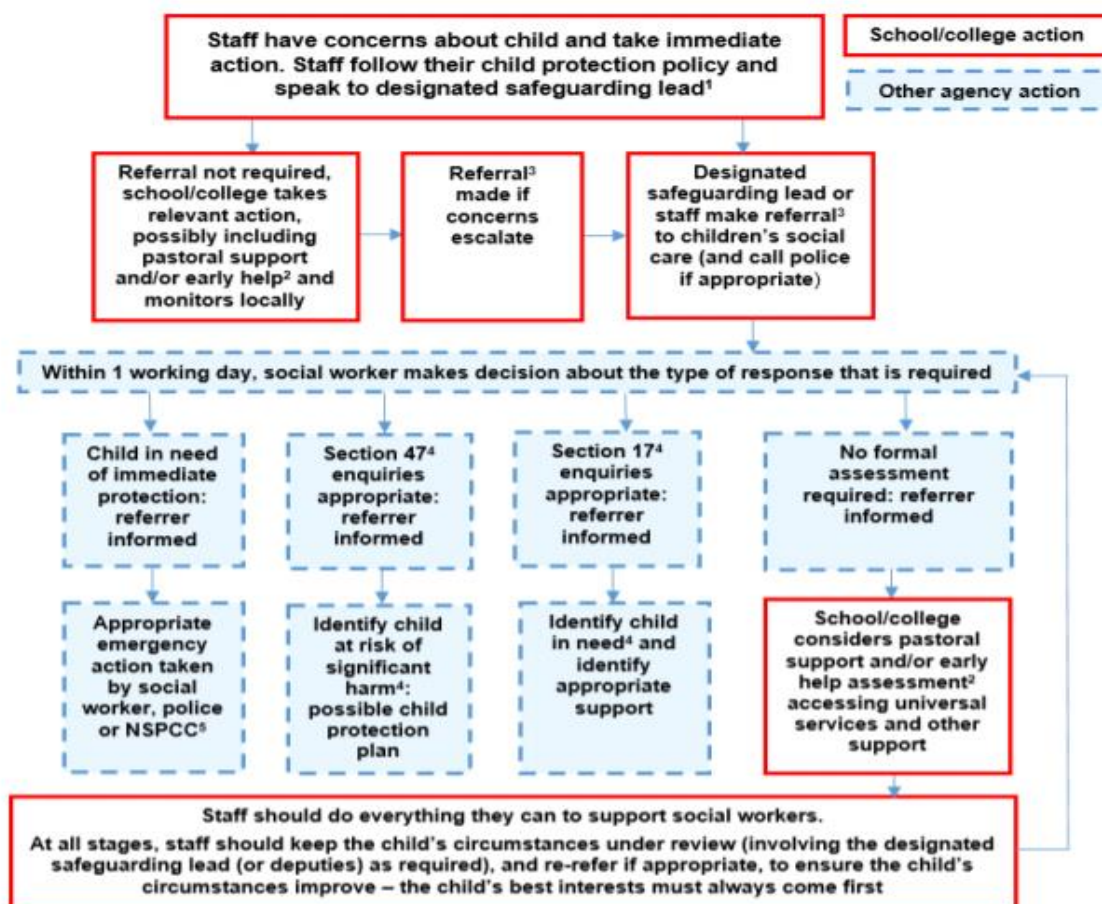 Staff have concerns about child and take immediate
action. Staff follow their child protection policy and
speak to designated safeguarding lead¹
School/college action
Other agency action
Referral not required,
school/college takes
relevant action,
possibly including
pastoral support
and/or early help² and
monitors locally
Referral³
made if
concerns
escalate
Designated
safeguarding lead or
staff make referral³
to children's social
care (and call police
if appropriate)
Within 1 working day, social worker makes decision about the type of response that is required
Child in need
of immediate
protection:
referrer
informed
Section 47⁴
enquiries
appropriate:
referrer
informed
Section 17⁴
enquiries
appropriate:
referrer
informed
No formal
assessment
required: referrer
informed
Appropriate
emergency
action taken
by social
worker, police
or NSPCC⁵
Identify child
at risk of
significant
harm⁴:
possible child
protection
plan
Identify child
in need⁴ and
identify
appropriate
support
School/college
considers pastoral
support and/or early
help assessment²
accessing universal
services and other
support
Staff should do everything they can to support social workers.
At all stages, staff should keep the child's circumstances under review (involving the designated
safeguarding lead (or deputies) as required), and re-refer if appropriate, to ensure the child's
circumstances improve – the child's best interests must always come first